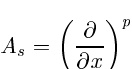 A_s = \left( \frac{\partial}{\partial x} \right)^p